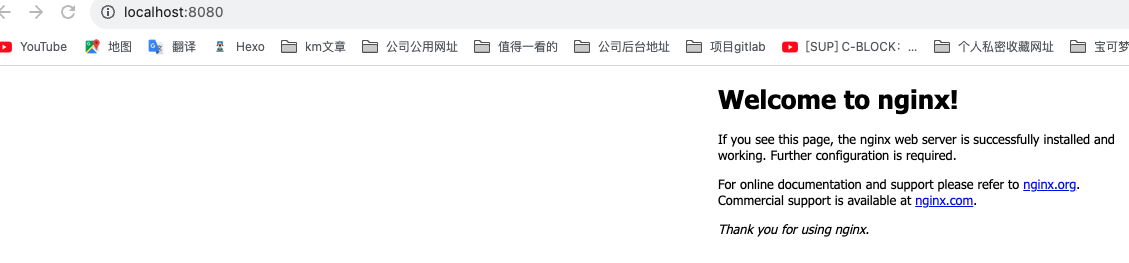 localhost:8080
YouTube 地图 翻译 Hexo km文章 公司公用网址 值得一看的 公司后台地址 项目gitlab [SUP] C-BLOCK: ... 个人私密收藏网址 宝可梦
Welcome to nginx!
If you see this page, the nginx web server is successfully installed and
working. Further configuration is required.
For online documentation and support please refer to nginx.org.
Commercial support is available at nginx.com.
Thank you for using nginx.